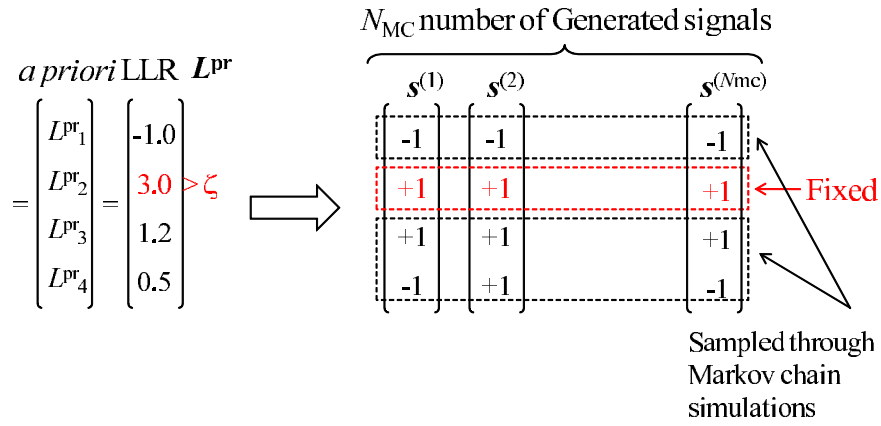 N_MC number of Generated signals
a priori LLR L^pr
s^(1) s^(2) s^(Nmc)
L^pr_1 -1.0 -1 -1 -1
= L^pr_2 = 3.0 > ζ +1 +1 +1 Fixed
L^pr_3 1.2 +1 +1 +1
L^pr_4 0.5 -1 +1 -1
Sampled through
Markov chain
simulations